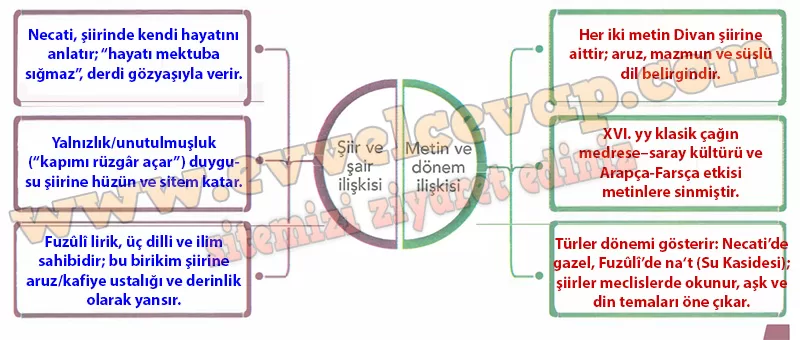 Necati, şiirinde kendi hayatını
anlatır; “hayatı mektuba
sığmaz”, derdi gözyaşıyla verir.
Yalnızlık/unutulmuşluk
(“kapımı rüzgâr açar”) duygu-
su şiirine hüzün ve sitem katar.
Fuzûlî lirik, üç dilli ve ilim
sahibidir; bu birikim şiirine
aruz/kafiye ustalığı ve derinlik
olarak yansır.
Şiir ve
şair
ilişkisi
Metin ve
dönem
ilişkisi
Her iki metin Divan şiirine
aittir; aruz, mazmun ve süslü
dil belirgindir.
XVI. yy klasik çağın
medrese–saray kültürü ve
Arapça-Farsça etkisi
metinlere sinmiştir.
Türler dönemi gösterir: Necati’de
gazel, Fuzûlî’de na’t (Su Kasidesi);
şiirler meclislerde okunur, aşk ve
din temaları öne çıkar.
www.evvelcevap.com
sitemizi ziyaret ediniz